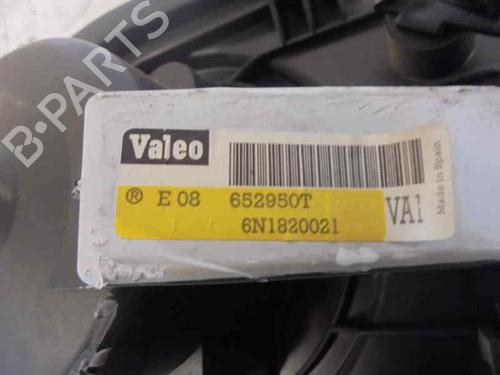 B-PARTS
Valeo
® E 08 652950T
6N1820021
VA1
Made in Spain